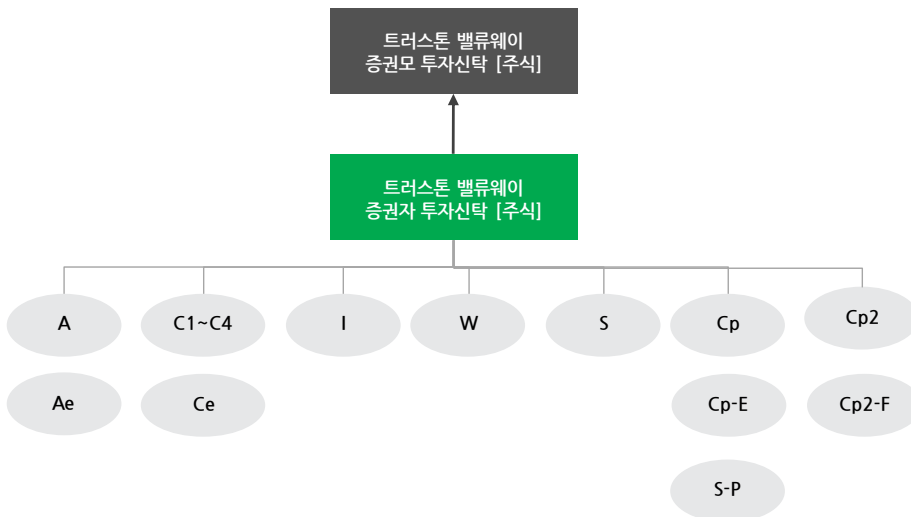 트러스톤 밸류웨이
증권모 투자신탁 [주식]
트러스톤 밸류웨이
증권자 투자신탁 [주식]
A
C1~C4
I
W
S
Cp
Cp2
Ae
Ce
Cp-E
Cp2-F
S-P